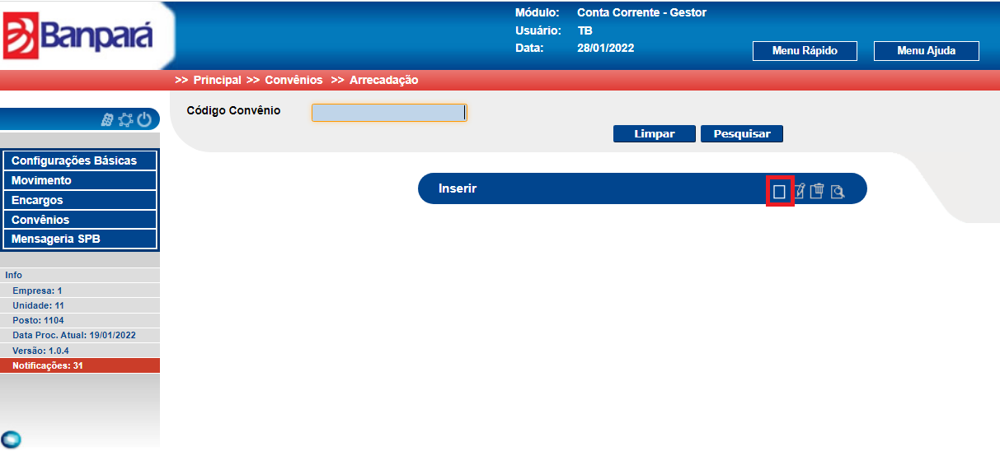 Banpará
Módulo: Conta Corrente - Gestor
Usuário: TB
Data: 28/01/2022
Menu Rápido
Menu Ajuda
>> Principal >> Convênios >> Arrecadação
Código Convênio
Limpar
Pesquisar
Configurações Básicas
Movimento
Encargos
Convênios
Mensageria SPB
Inserir
Info
Empresa: 1
Unidade: 11
Posto: 1104
Data Proc. Atual: 19/01/2022
Versão: 1.0.4
Notificações: 31